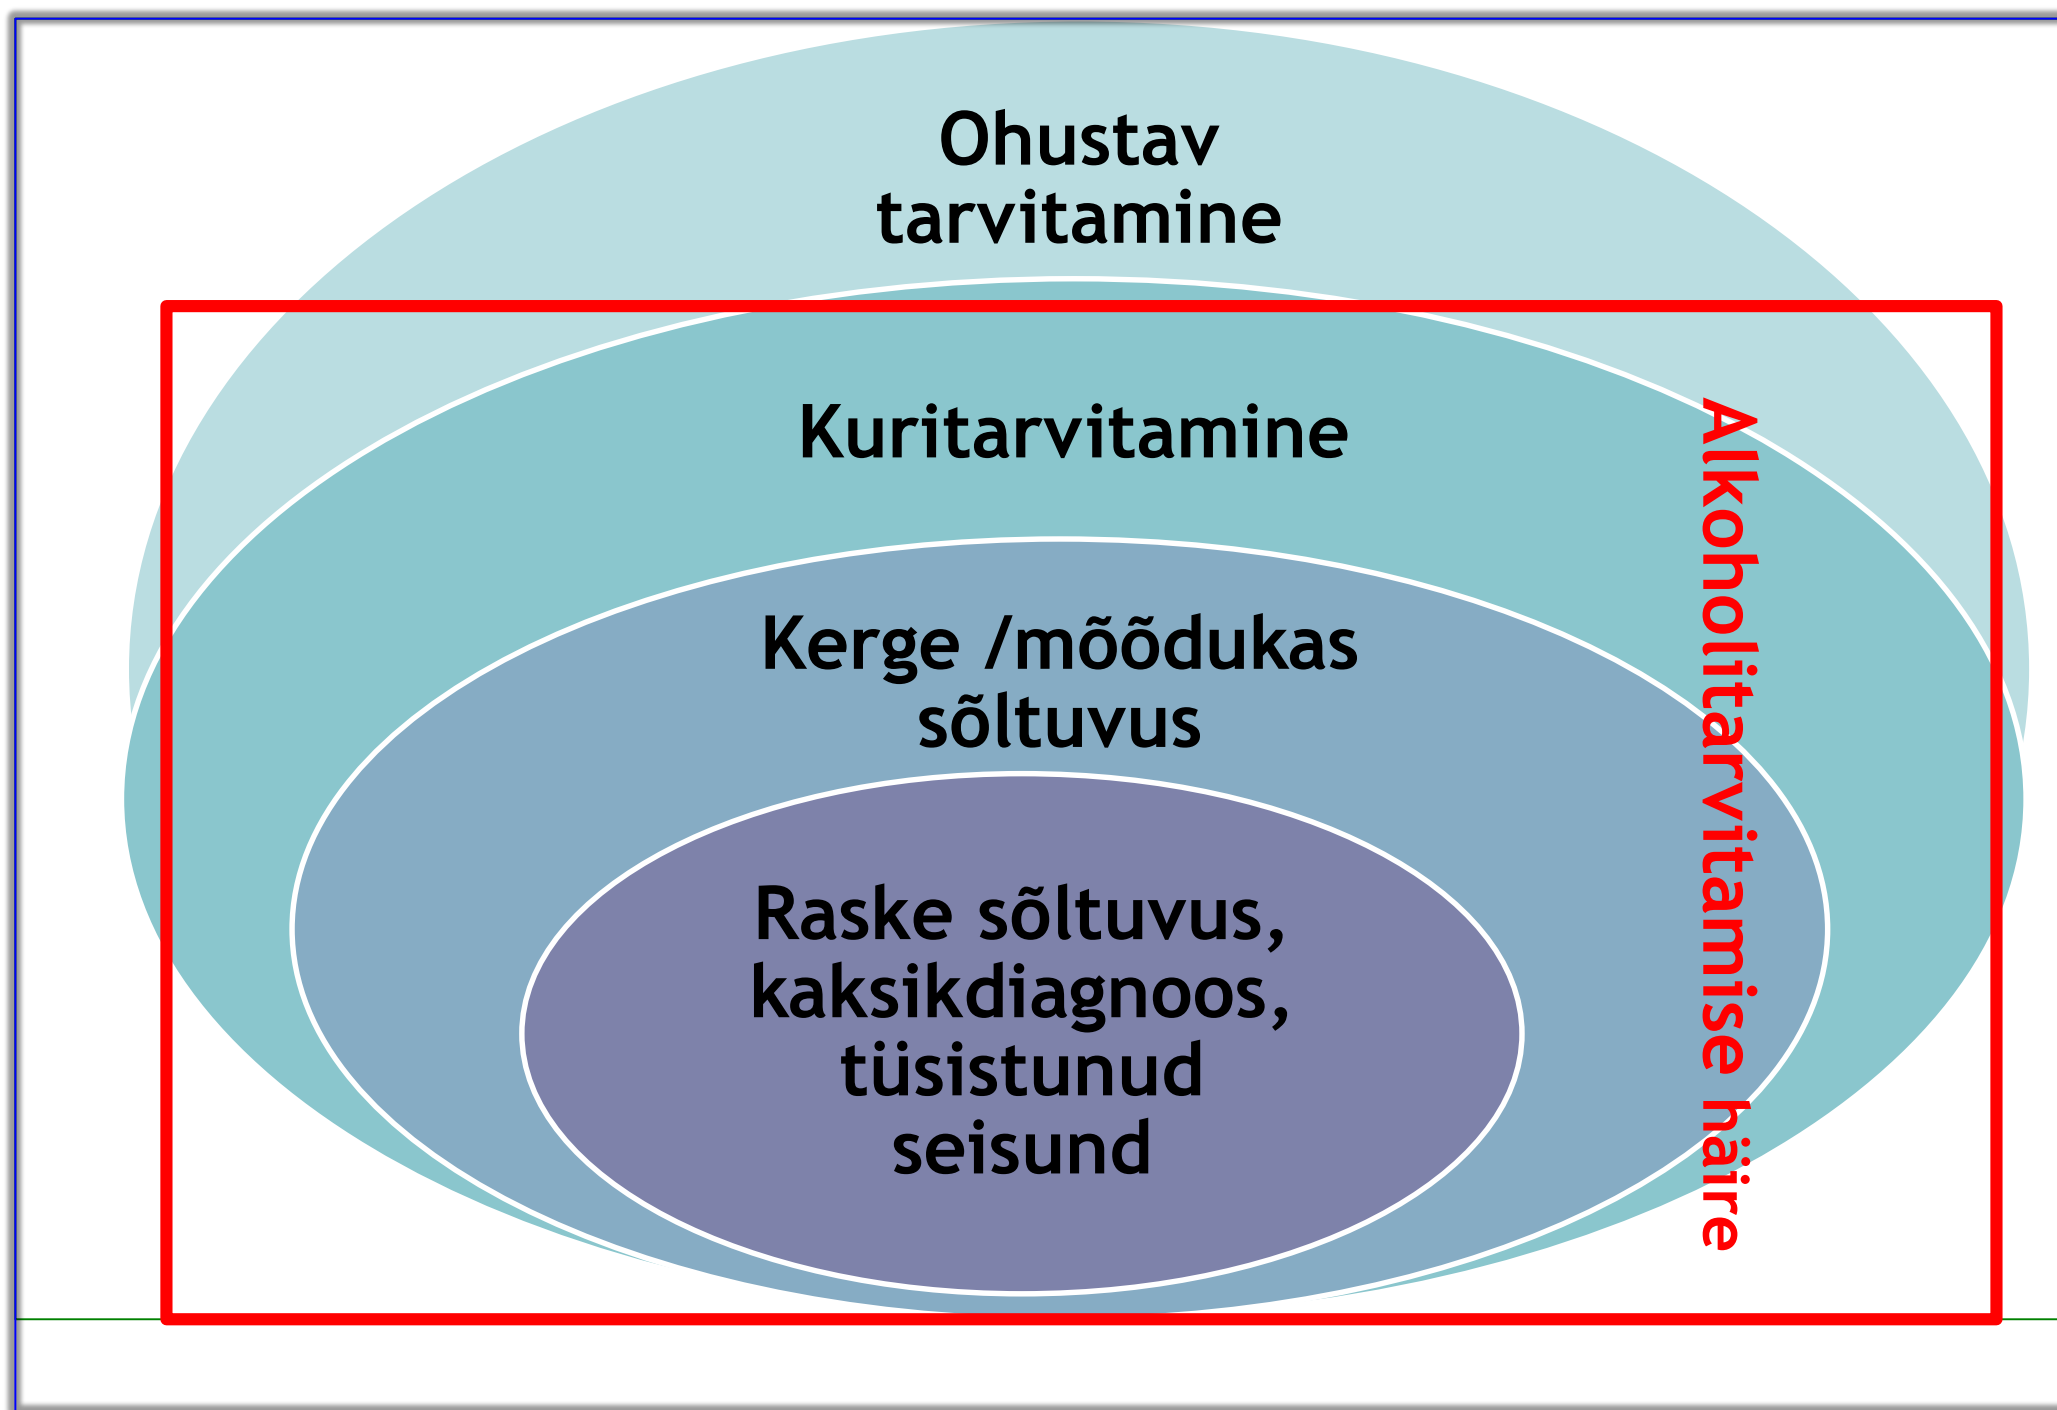 Ohustav
tarvitamine
Kuritarvitamine
Kerge /mõõdukas
sõltuvus
Raske sõltuvus,
kaksikdiagnoos,
tüsistunud
seisund
Alkoholitarvitamise häire